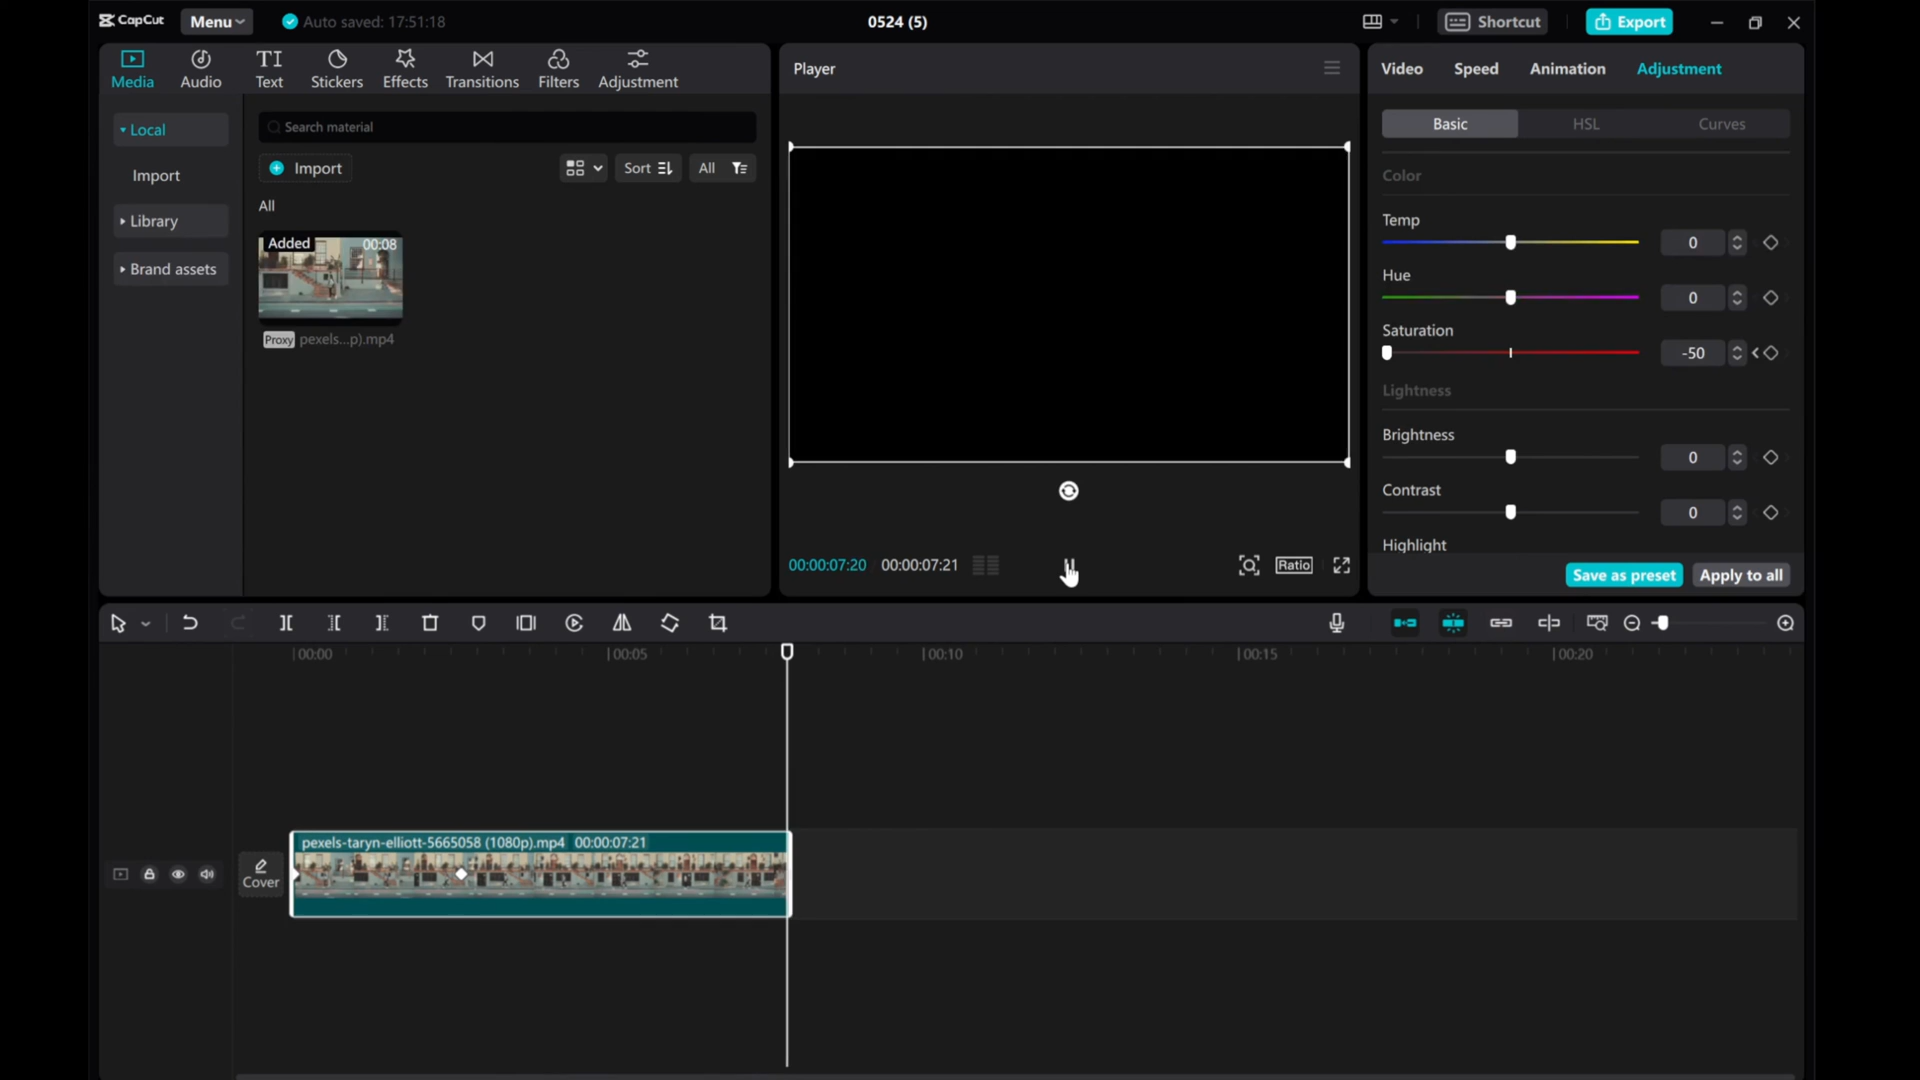 CapCut
Menu
Auto saved: 17:51:18
0524 (5)
Shortcut
Export
Media
Audio
Text
Stickers
Effects
Transitions
Filters
Adjustment
Player
Video
Speed
Animation
Adjustment
Local
Import
Library
Brand assets
Search material
Import
Sort
All
All
Added
00:08
Proxy
pexels...p).mp4
00:00:07:20
00:00:07:21
Ratio
Basic
HSL
Curves
Color
Temp
0
Hue
0
Saturation
-50
Lightness
Brightness
0
Contrast
0
Highlight
Save as preset
Apply to all
00:00
00:05
00:10
00:15
00:20
Cover
pexels-taryn-elliott-5665058 (1080p).mp4 00:00:07:21